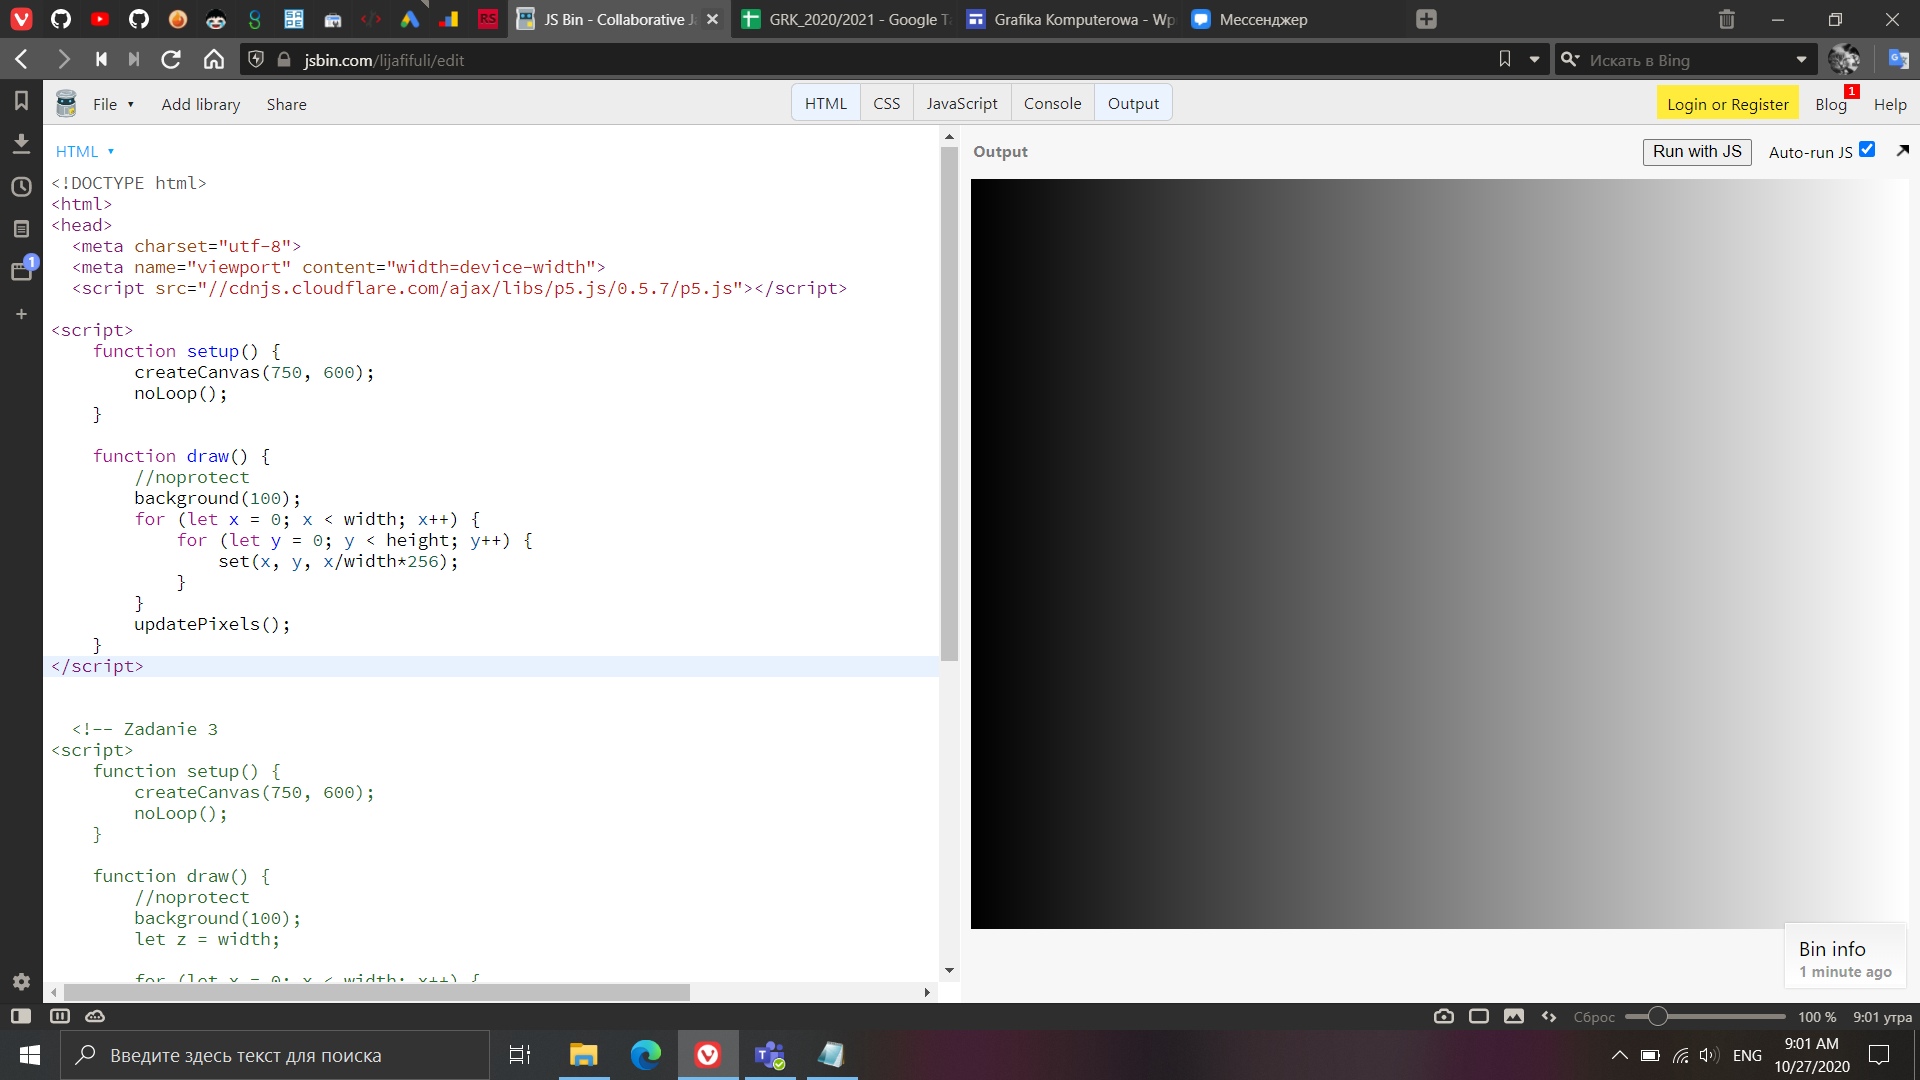 RS
JS Bin - Collaborative J
GRK_2020/2021 - Google T
Grafika Komputerowa - Wp
Мессенджер
jsbin.com/lijafifuli/edit
Искать в Bing
File
Add library
Share
HTML
CSS
JavaScript
Console
Output
Login or Register
Blog
1
Help
HTML
Output
Run with JS
Auto-run JS
1
<!DOCTYPE html>
<html>
<head>
  <meta charset="utf-8">
  <meta name="viewport" content="width=device-width">
  <script src="//cdnjs.cloudflare.com/ajax/libs/p5.js/0.5.7/p5.js"></script>
<script>
    function setup() {
        createCanvas(750, 600);
        noLoop();
    }
    function draw() {
        //noprotect
        background(100);
        for (let x = 0; x < width; x++) {
            for (let y = 0; y < height; y++) {
                set(x, y, x/width*256);
            }
        }
        updatePixels();
    }
</script>
  <!-- Zadanie 3
<script>
    function setup() {
        createCanvas(750, 600);
        noLoop();
    }
    function draw() {
        //noprotect
        background(100);
        let z = width;
        for (let x = 0; x < width; x++) {
Bin info
1 minute ago
Сброс
100 %
9:01 утра
Введите здесь текст для поиска
ENG
9:01 AM
10/27/2020